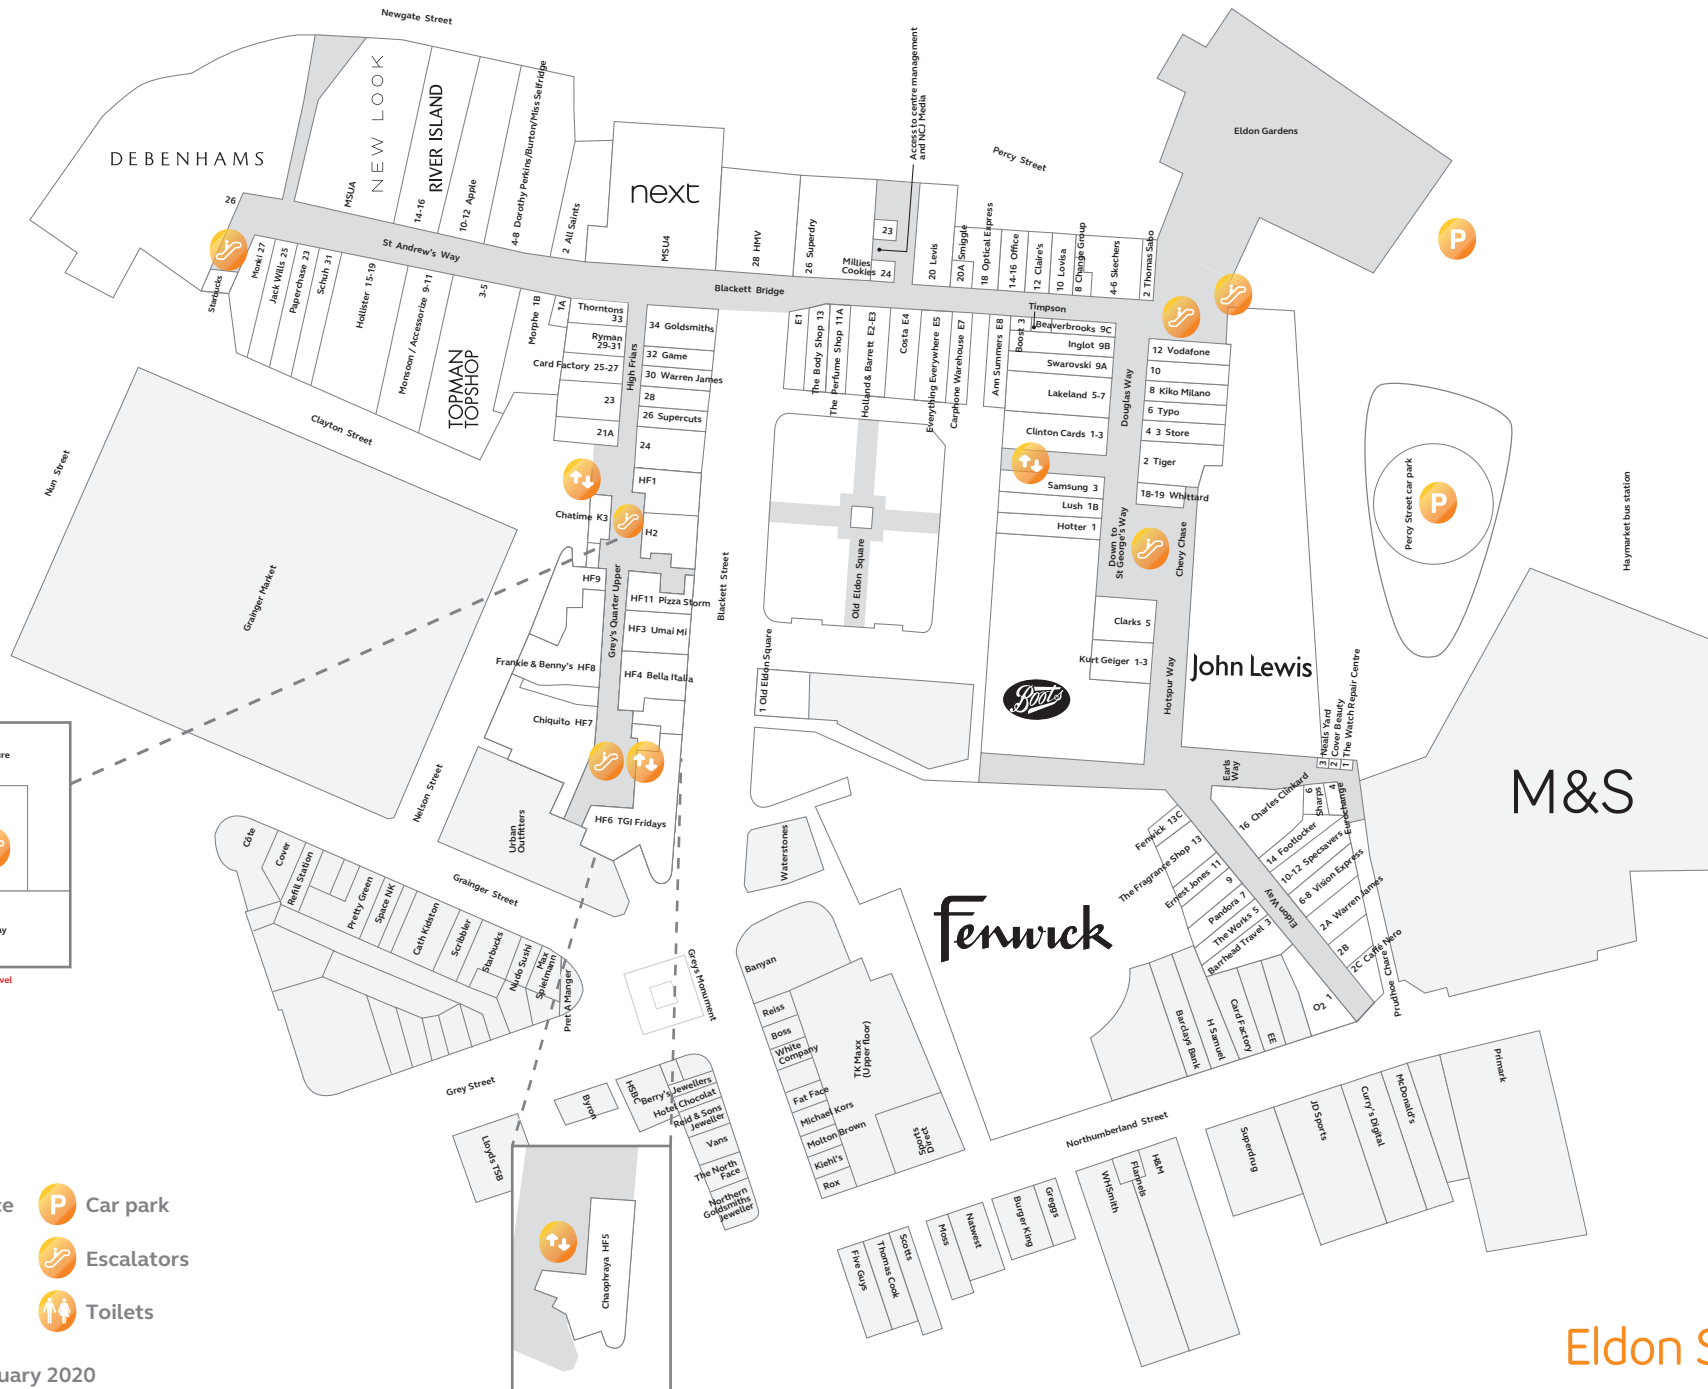 Newgate Street
DEBENHAMS
26
MSUA
NEW LOOK
14-16
RIVER ISLAND
10-12 Apple
4-8 Dorothy Perkins/Burton/Miss Selfridge
2 All Saints
next
MSU4
28 HMV
26 Superdry
23
Millies
Cookies 24
Access to centre management
and NCJ Media
20 Levis
20A Smiggle
18 Optical Express
14-16 Office
12 Claire's
10 Lovisa
8 Change Group
4-6 Skechers
2 Thomas Sabo
Percy Street
Eldon Gardens
P
St Andrew's Way
Blackett Bridge
Timpson
Starbucks
Monki 27
Jack Wills 25
Paperchase 23
Schuh 31
Hollister 15-19
Monsoon / Accessorize 9-11
TOPMAN
TOPSHOP
3-5
Morphe 1B
1A
Thorntons
33
Ryman
29-31
Card Factory 25-27
23
21A
High Friars
34 Goldsmiths
32 Game
30 Warren James
28
26 Supercuts
24
HF1
H2
Chatime K3
HF9
Grey's Quarter Upper
HF11 Pizza Storm
HF3 Umai Mi
HF4 Bella Italia
Frankie & Benny's HF8
Chiquito HF7
HF6 TGI Fridays
Urban
Outfitters
E1
The Body Shop 13
The Perfume Shop 11A
Holland & Barrett E2-E3
Costa E4
Everything Everywhere E5
Carphone Warehouse E7
Ann Summers E8
Boost 3
Beaverbrooks 9C
Inglot 9B
Swarovski 9A
Lakeland 5-7
Clinton Cards 1-3
Samsung 3
Lush 1B
Hotter 1
Douglas Way
12 Vodafone
10
8 Kiko Milano
6 Typo
4 3 Store
2 Tiger
18-19 Whittard
Down to
St George's Way
Chevy Chase
Clarks 5
Kurt Geiger 1-3
Hotspur Way
John Lewis
Boots
Old Eldon Square
1 Old Eldon Square
Blackett Street
Clayton Street
Nun Street
Grainger Market
Nelson Street
Percy Street car park
P
Haymarket bus station
M&S
3 Neals Yard
2 Cover Beauty
1 The Watch Repair Centre
Earls
Way
16 Charles Clinkard
6
Sharps
4
Eurochange
14 Footlocker
10-12 Specsavers
6-8 Vision Express
2A Warren James
2B
2C Caffé Nero
Prudhoe Chare
Eldon Way
Fenwick 13C
The Fragrance Shop 13
Ernest Jones 11
9
Pandora 7
The Works 5
Barrhead Travel 3
O2 1
Fenwick
Barclays Bank
H Samuel
Card Factory
EE
Northumberland Street
Waterstones
Banyan
Reiss
Boss
White
Company
Fat Face
Michael Kors
Molton Brown
Kiehl's
Rox
TK Maxx
(Upper floor)
Sports
Direct
Greys Monument
Grainger Street
Côte
Cover
Refill Station
Pretty Green
Space NK
Cath Kidston
Scribbler
Starbucks
Nudo Sushi
Max
Spielmann
Pret A Manger
Grey Street
Lloyds TSB
Byron
HSBC
Berry's Jewellers
Hotel Chocolat
Reid & Sons
Jeweller
Vans
The North
Face
Northern
Goldsmiths
Jeweller
Chaophraya HF5
Five Guys
Thomas Cook
Scotts
Moss
Natwest
Burger King
Greggs
WHSmith
Flannels
H&M
Superdrug
JD Sports
Curry's Digital
McDonald's
Primark
P Car park
Escalators
Toilets
uary 2020
Eldon S